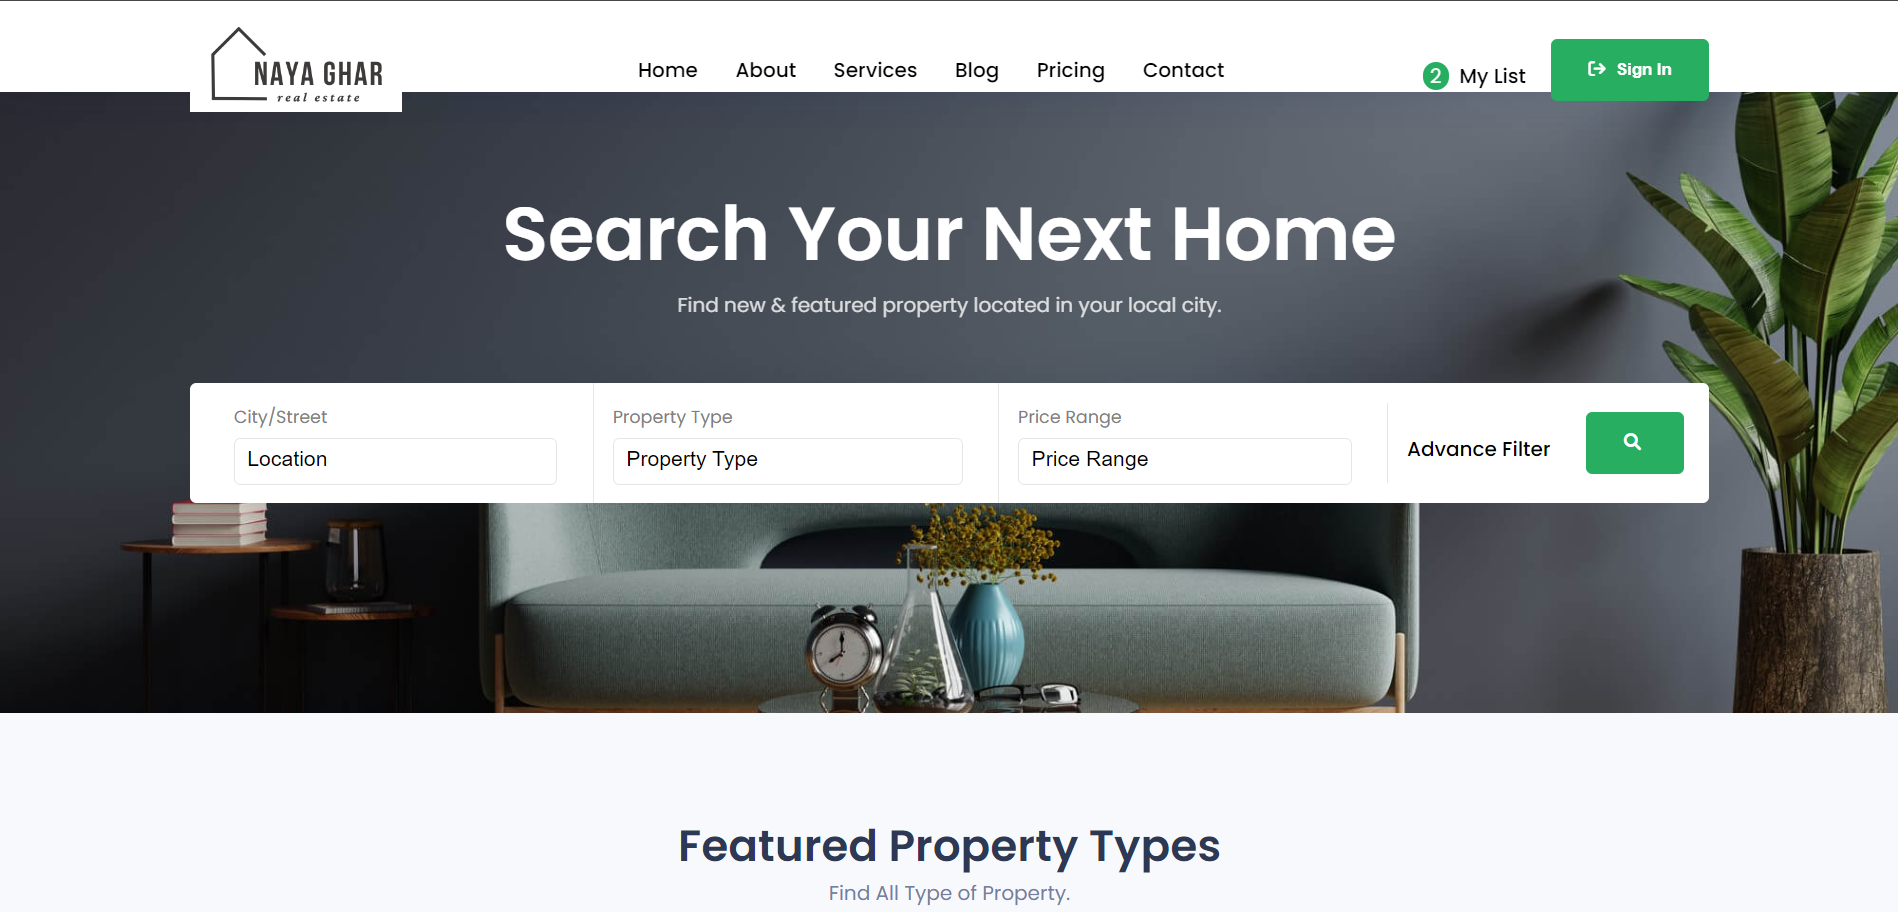 NAYA GHAR
real estate
Home About Services Blog Pricing Contact
2 My List
Sign In
Search Your Next Home
Find new & featured property located in your local city.
City/Street
Location
Property Type
Property Type
Price Range
Price Range
Advance Filter
Featured Property Types
Find All Type of Property.